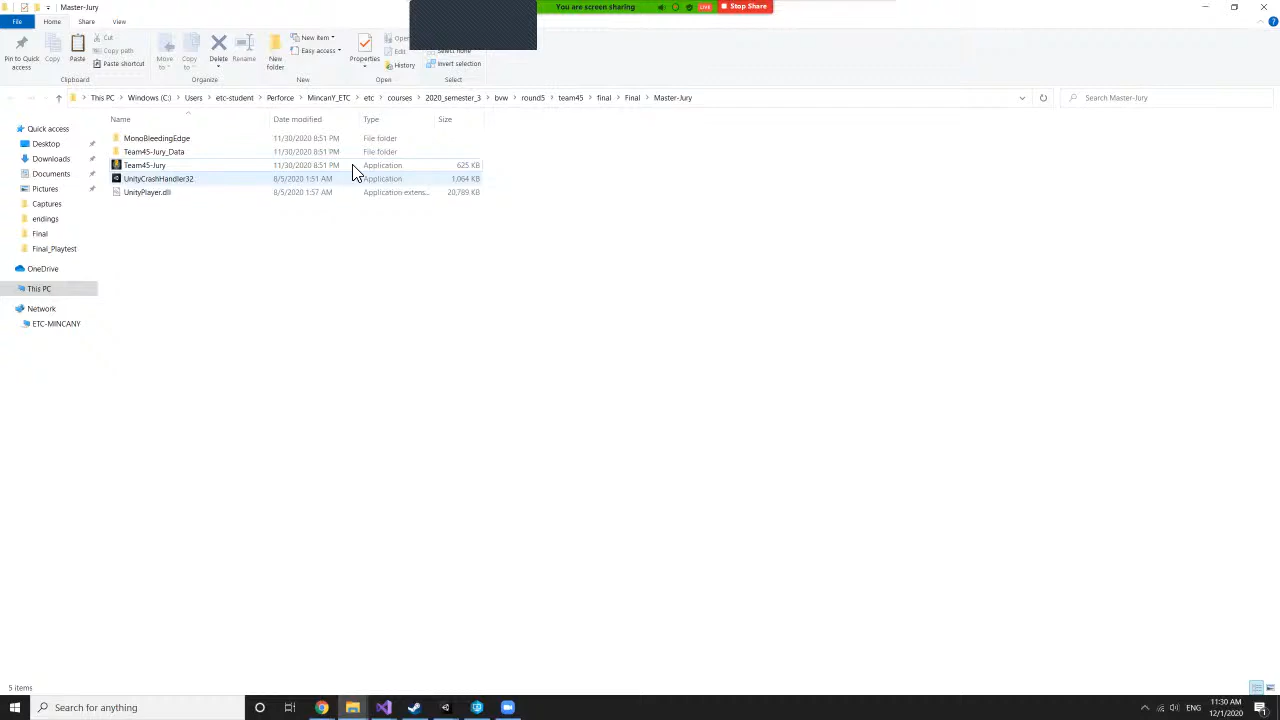 Master-Jury
You are screen sharing
LIVE
Stop Share
File
Home
Share
View
Pin to Quick access
Copy
Paste
Cut
Copy path
Paste shortcut
Clipboard
Move to
Copy to
Delete
Rename
Organize
New folder
New item
Easy access
New
Properties
Open
Edit
History
Open
Select none
Invert selection
Select
This PC > Windows (C:) > Users > etc-student > Perforce > MincanY_ETC > etc > courses > 2020_semester_3 > bvw > round5 > team45 > final > Final > Master-Jury
Search Master-Jury
Name Date modified Type Size
MonoBleedingEdge 11/30/2020 8:51 PM File folder
Team45-Jury_Data 11/30/2020 8:51 PM File folder
Team45-Jury 11/30/2020 8:51 PM Application 625 KB
UnityCrashHandler32 8/5/2020 1:51 AM Application 1,064 KB
UnityPlayer.dll 8/5/2020 1:57 AM Application extens... 20,789 KB
Quick access
Desktop
Downloads
Documents
Pictures
Captures
endings
Final
Final_Playtest
OneDrive
This PC
Network
ETC-MINCANY
5 items
Search for anything
ENG
11:30 AM
12/1/2020
1